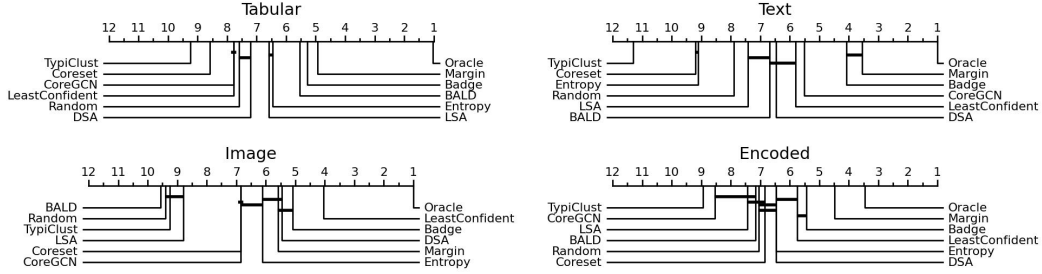 Tabular
12 11 10 9 8 7 6 5 4 3 2 1
TypiClust Oracle
Coreset Margin
CoreGCN Badge
LeastConfident BALD
Random Entropy
DSA LSA
Text
12 11 10 9 8 7 6 5 4 3 2 1
TypiClust Oracle
Coreset Margin
Entropy Badge
Random CoreGCN
LSA LeastConfident
BALD DSA
Image
12 11 10 9 8 7 6 5 4 3 2 1
BALD Oracle
Random LeastConfident
TypiClust Badge
LSA DSA
Coreset Margin
CoreGCN Entropy
Encoded
12 11 10 9 8 7 6 5 4 3 2 1
TypiClust Oracle
CoreGCN Margin
LSA Badge
BALD LeastConfident
Random Entropy
Coreset DSA